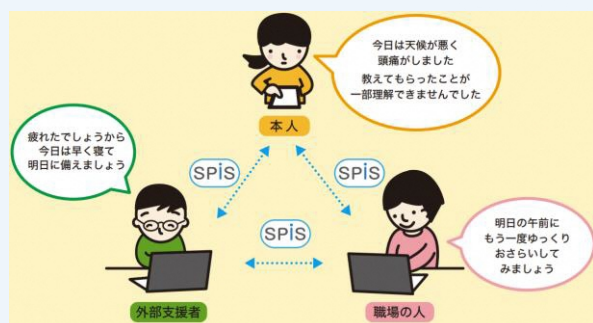 今日は天候が悪く
頭痛がしました
教えてもらったことが
一部理解できませんでした
本人
疲れたでしょうから
今日は早く寝て
明日に備えましょう
SPiS
SPiS
SPiS
明日の午前に
もう一度ゆっくり
おさらいして
みましょう
外部支援者
職場の人